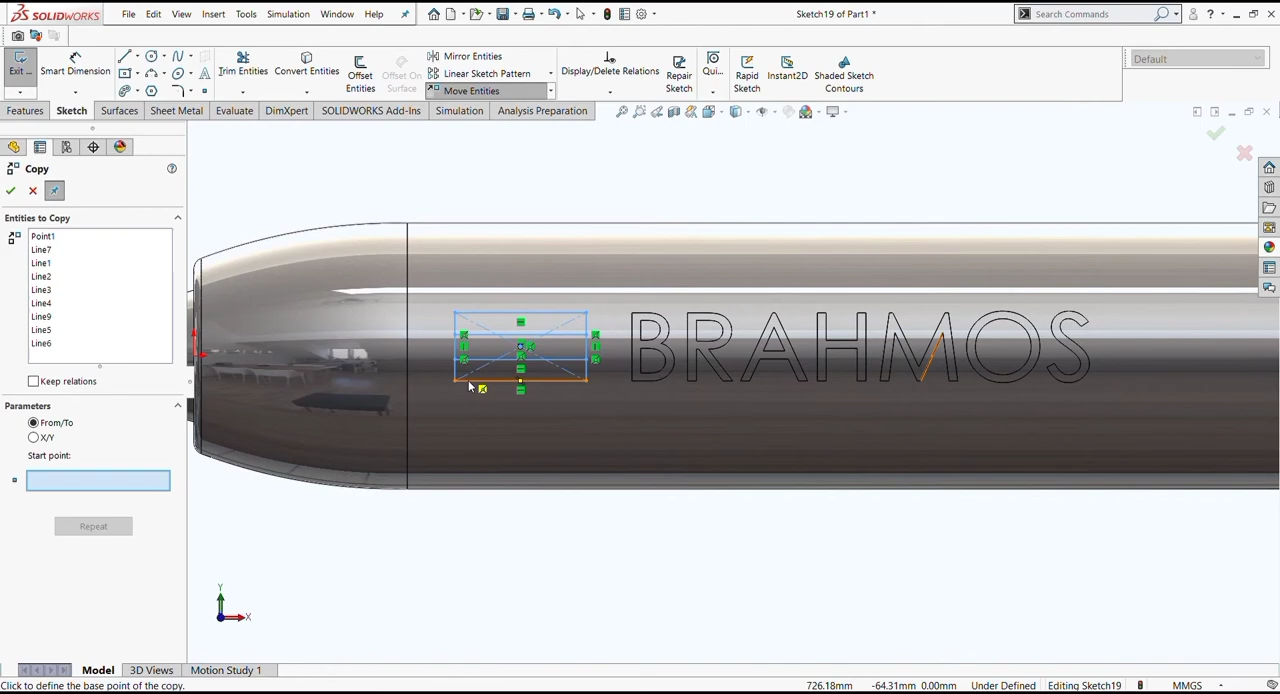 SOLIDWORKS File Edit View Insert Tools Simulation Window Help Sketch19 of Part1 * Search Commands ?
Exit ... Smart Dimension Trim Entities Convert Entities Offset Entities Offset On Surface Mirror Entities Linear Sketch Pattern Move Entities Display/Delete Relations Repair Sketch Qui... Rapid Sketch Instant2D Shaded Sketch Contours Default
Features Sketch Surfaces Sheet Metal Evaluate DimXpert SOLIDWORKS Add-Ins Simulation Analysis Preparation
Copy
Entities to Copy
Point1
Line7
Line1
Line2
Line3
Line4
Line9
Line5
Line6
Keep relations
Parameters
From/To
X/Y
Start point:
Repeat
BRAHMOS
Y
X
Model 3D Views Motion Study 1
Click to define the base point of the copy. 726.18mm -64.31mm 0.00mm Under Defined Editing Sketch19 MMGS